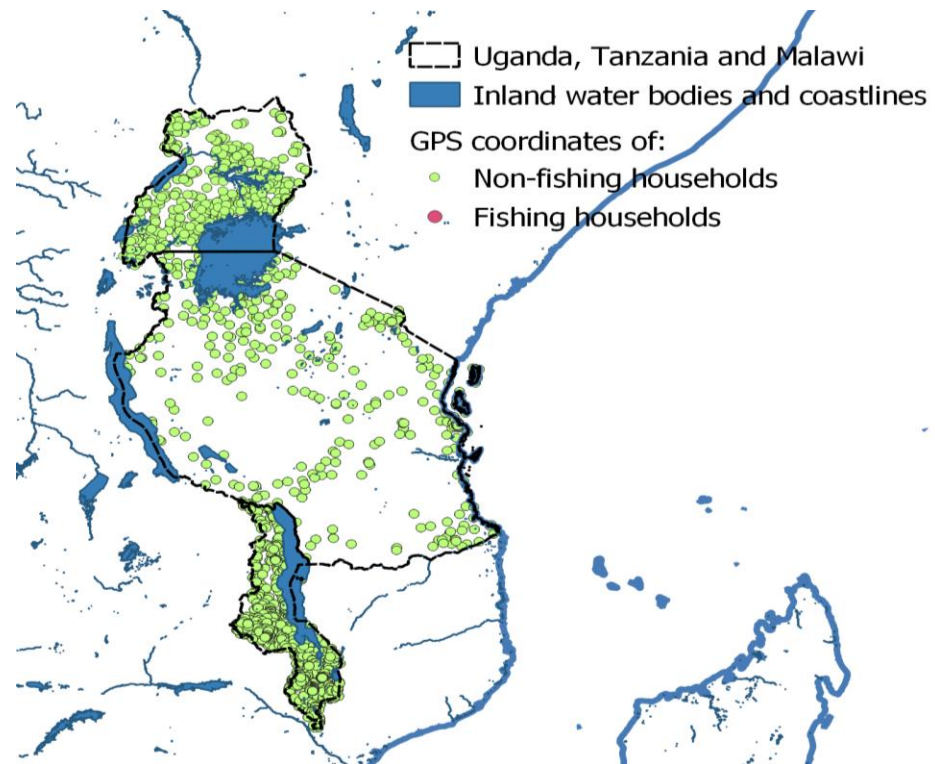 Uganda, Tanzania and Malawi
Inland water bodies and coastlines
GPS coordinates of:
Non-fishing households
Fishing households